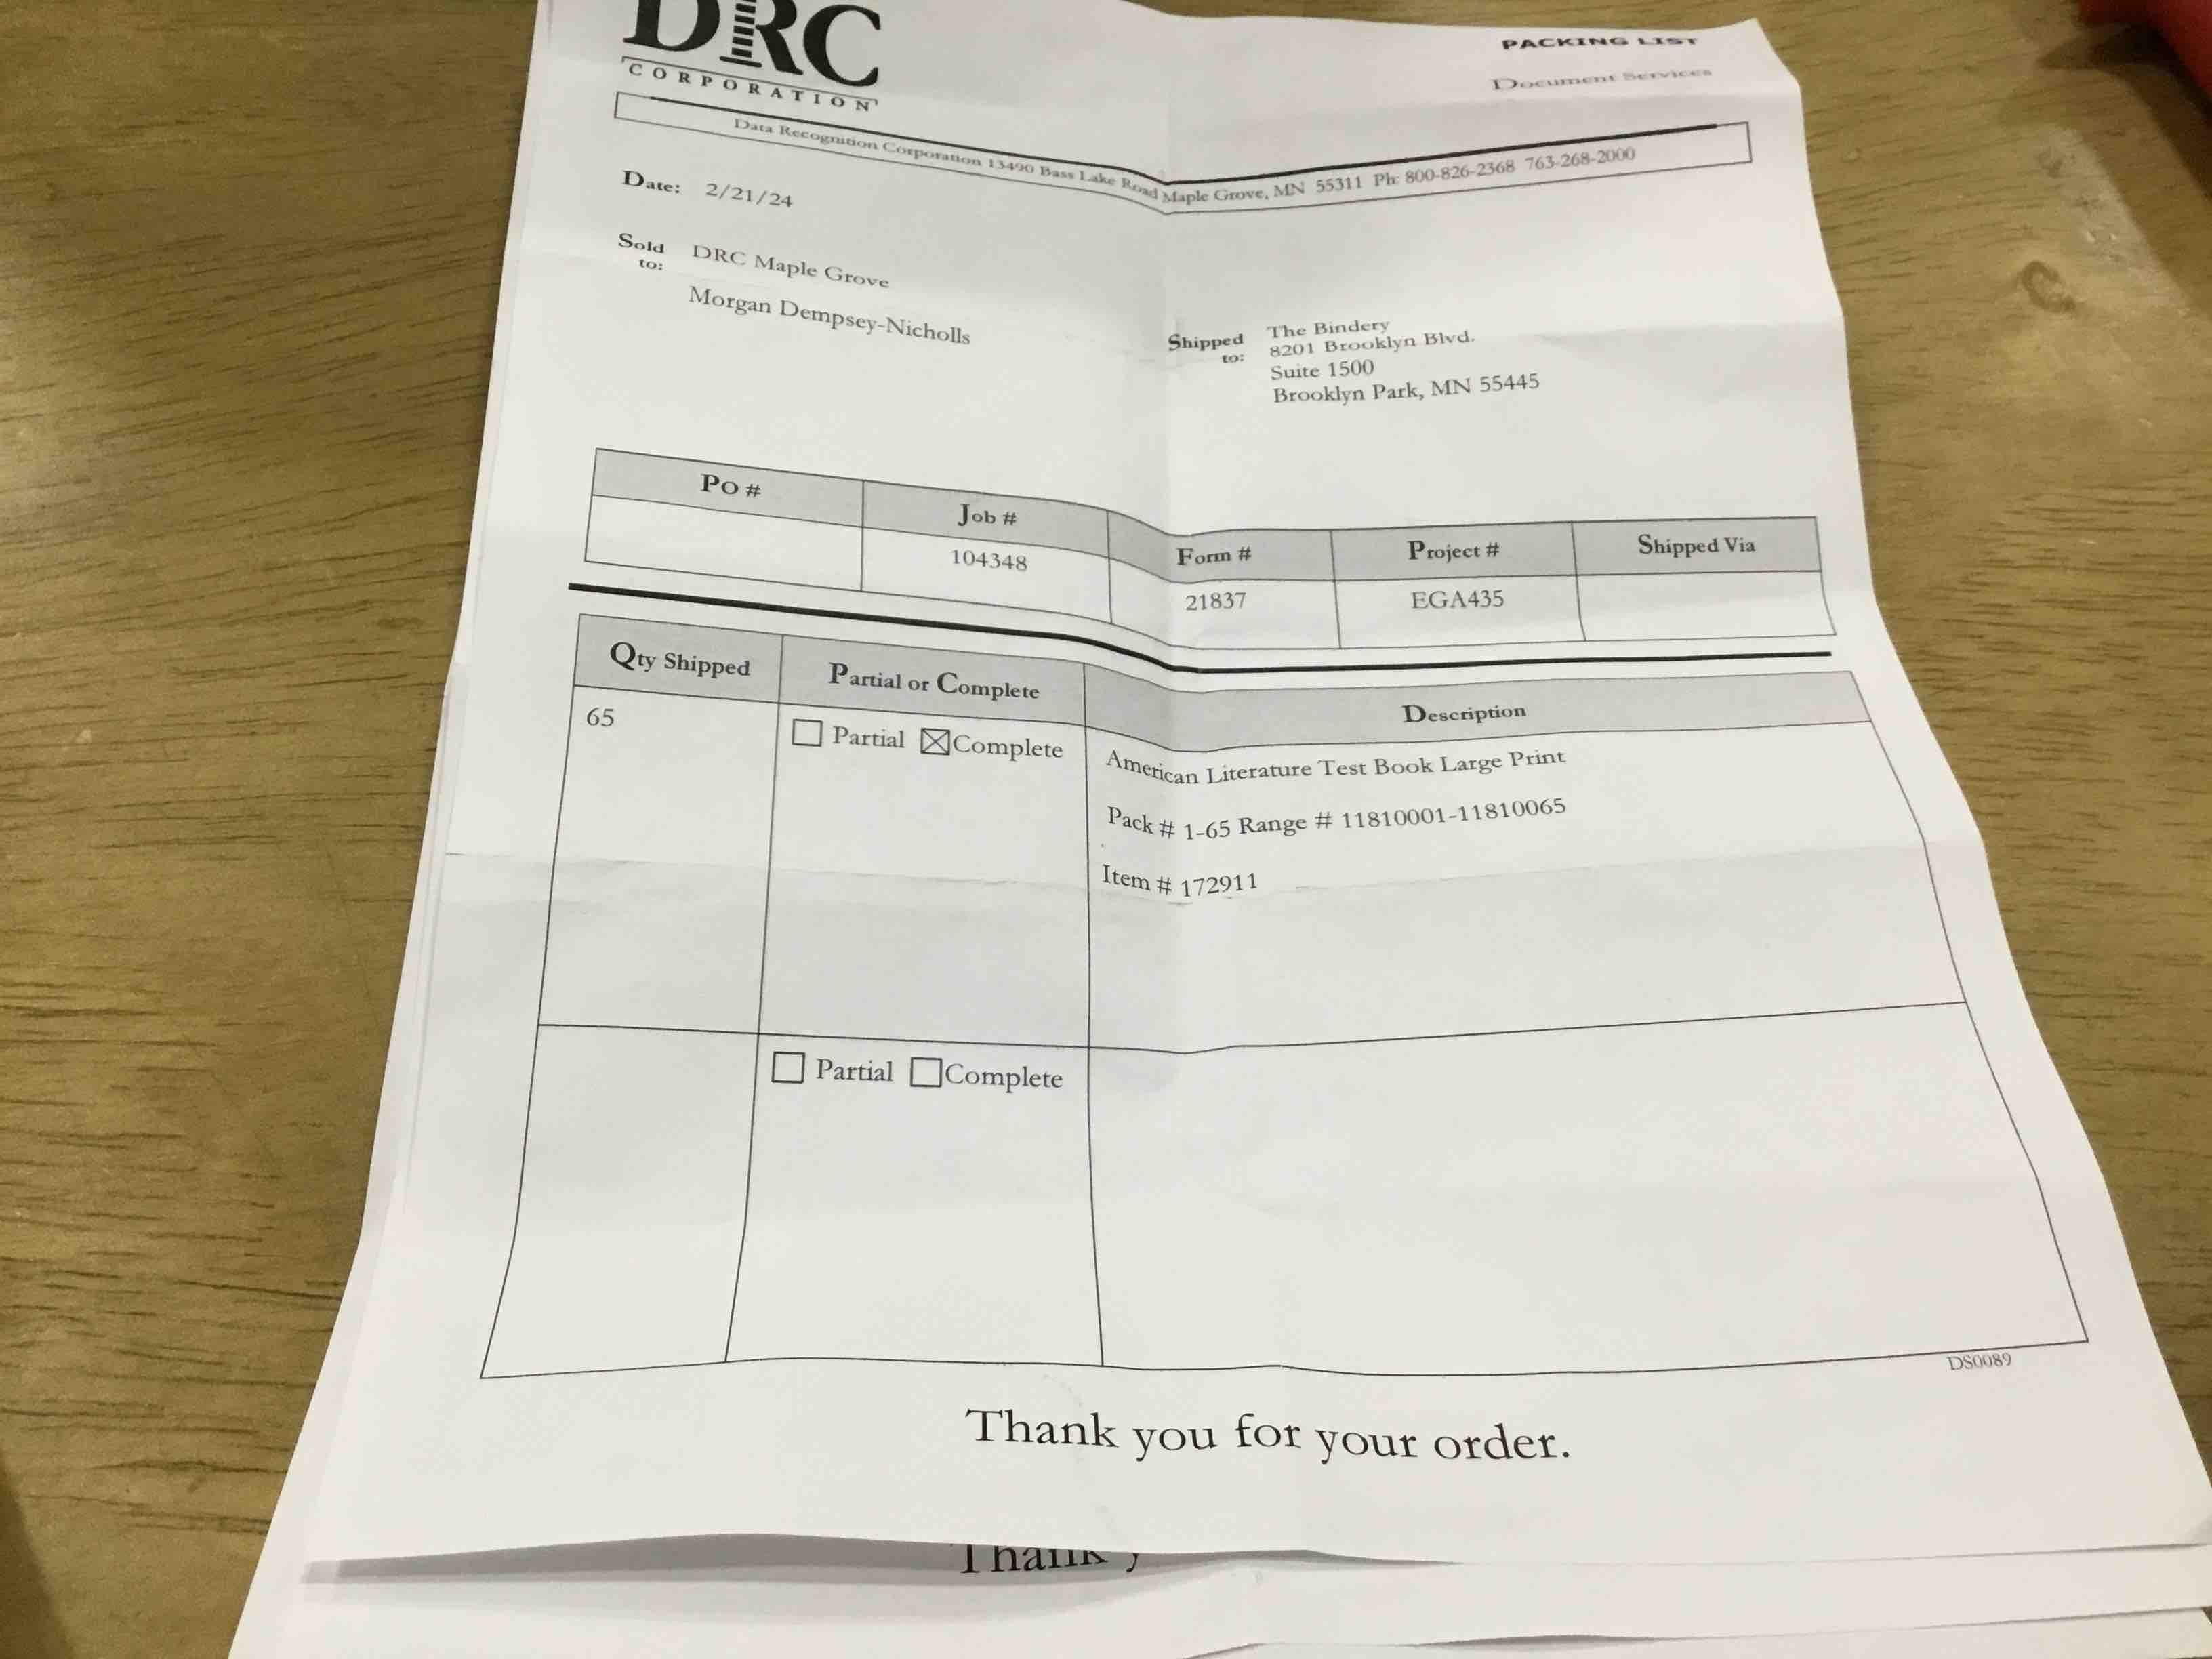 DRC
CORPORATION
PACKING LIST
Document Services
Data Recognition Corporation 13490 Bass Lake Road Maple Grove, MN 55311 Ph: 800-826-2368 763-268-2000
Date: 2/21/24
Sold to: DRC Maple Grove
Morgan Dempsey-Nicholls
Shipped to: The Bindery
8201 Brooklyn Blvd.
Suite 1500
Brooklyn Park, MN 55445
Po # Job # Form # Project # Shipped Via
104348 21837 EGA435
Qty Shipped Partial or Complete Description
65 Partial Complete American Literature Test Book Large Print
Pack # 1-65 Range # 11810001-11810065
Item # 172911
Partial Complete
DS0089
Thank you for your order.
Thank y